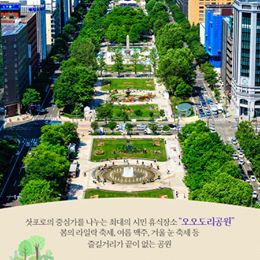 삿포로의 중심가를 나누는 최대의 시민 휴식장소 "오오도리공원"
봄의 라일락 축제, 여름 맥주, 겨울 눈 축제 등
즐길거리가 끝이 없는 공원